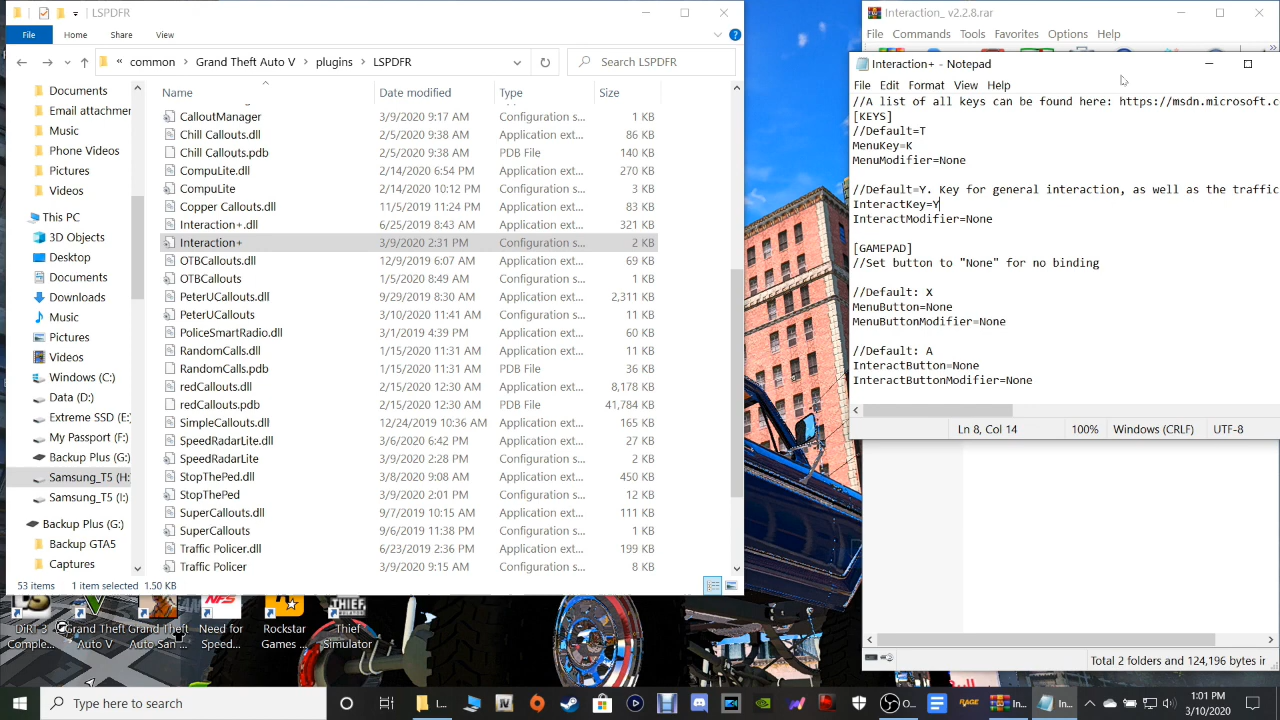 LSPDFR
File
Home
Share
View
« common > Grand Theft Auto V > plugins > LSPDFR
Search LSPDFR
Documents
Email attachmer
Music
Phone Videos
Pictures
Videos
This PC
3D Objects
Desktop
Documents
Downloads
Music
Pictures
Videos
Windows (C:)
Data (D:)
Extreme SSD (E:
My Passport (F:)
Backup Plus (G:)
Samsung_T5 (H:
Samsung_T5 (I:)
Backup Plus (G:)
Backup GTA5
Captures
Name Date modified Type Size
CalloutManager 3/9/2020 9:17 AM Configuration s... 1 KB
Chill Callouts.dll 2/5/2020 9:38 AM Application ext... 86 KB
Chill Callouts.pdb 2/5/2020 9:38 AM PDB File 140 KB
CompuLite.dll 2/14/2020 6:54 PM Application ext... 270 KB
CompuLite 2/14/2020 10:12 PM Configuration s... 3 KB
Copper Callouts.dll 11/5/2019 11:24 PM Application ext... 83 KB
Interaction+.dll 6/25/2019 8:43 AM Application ext... 321 KB
Interaction+ 3/9/2020 2:31 PM Configuration s... 2 KB
OTBCallouts.dll 12/9/2019 6:07 AM Application ext... 69 KB
OTBCallouts 1/5/2020 8:49 AM Configuration s... 1 KB
PeterUCallouts.dll 9/29/2019 8:30 AM Application ext... 2,311 KB
PeterUCallouts 3/10/2020 11:41 AM Configuration s... 11 KB
PoliceSmartRadio.dll 3/1/2019 4:39 PM Application ext... 60 KB
RandomCalls.dll 1/15/2020 11:31 AM Application ext... 11 KB
RandomCalls.pdb 1/15/2020 11:31 AM PDB File 36 KB
redCallouts.dll 2/15/2020 12:30 AM Application ext... 8,178 KB
redCallouts.pdb 2/15/2020 12:30 AM PDB File 41,784 KB
SimpleCallouts.dll 12/24/2019 10:36 AM Application ext... 165 KB
SpeedRadarLite.dll 3/6/2020 6:42 PM Application ext... 27 KB
SpeedRadarLite 3/9/2020 2:28 PM Configuration s... 2 KB
StopThePed.dll 3/8/2020 9:08 AM Application ext... 450 KB
StopThePed 3/9/2020 2:01 PM Configuration s... 12 KB
SuperCallouts.dll 9/7/2019 10:15 AM Application ext... 111 KB
SuperCallouts 9/6/2019 11:38 PM Configuration s... 1 KB
Traffic Policer.dll 6/23/2019 2:36 PM Application ext... 199 KB
Traffic Policer 3/9/2020 9:15 AM Configuration s... 8 KB
53 items 1 item selected 1.50 KB
Interaction_ v2.2.8.rar
File Commands Tools Favorites Options Help
Interaction+ - Notepad
File Edit Format View Help
//A list of all keys can be found here: https://msdn.microsoft.c
[KEYS]
//Default=T
MenuKey=K
MenuModifier=None
//Default=Y. Key for general interaction, as well as the traffic
InteractKey=Y
InteractModifier=None
[GAMEPAD]
//Set button to "None" for no binding
//Default: X
MenuButton=None
MenuButtonModifier=None
//Default: A
InteractButton=None
InteractButtonModifier=None
Ln 8, Col 14 100% Windows (CRLF) UTF-8
Total 2 folders and 124,196 bytes ir
DiRT 3 Comple...
Grand Theft Auto V
Grand Theft Auto San ...
Need for Speed...
Rockstar Games ...
Thief Simulator
THIEF
Type here to search
IV
O...
RAGE
In...
In...
1:01 PM
3/10/2020